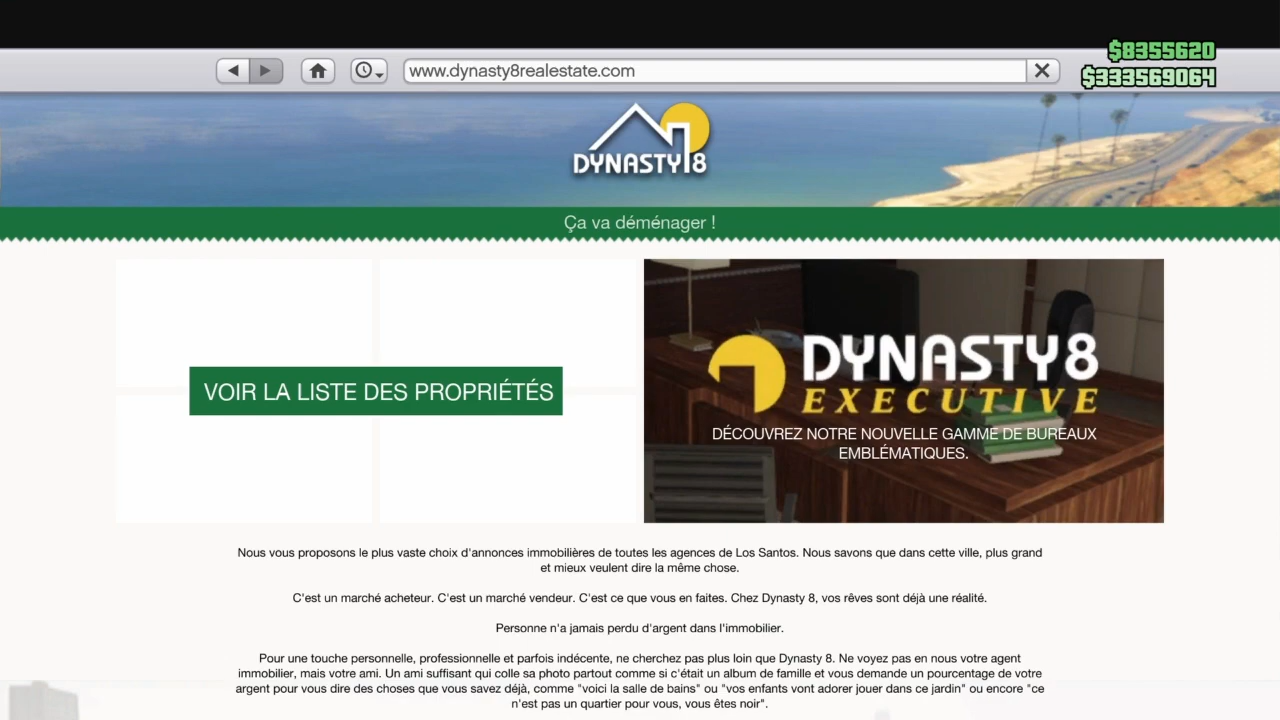 $8355620
www.dynasty8realestate.com
$333569064
DYNASTY 8
Ça va déménager !
VOIR LA LISTE DES PROPRIÉTÉS
DYNASTY 8
EXECUTIVE
DÉCOUVREZ NOTRE NOUVELLE GAMME DE BUREAUX
EMBLÉMATIQUES.
Nous vous proposons le plus vaste choix d'annonces immobilières de toutes les agences de Los Santos. Nous savons que dans cette ville, plus grand
et mieux veulent dire la même chose.
C'est un marché acheteur. C'est un marché vendeur. C'est ce que vous en faites. Chez Dynasty 8, vos rêves sont déjà une réalité.
Personne n'a jamais perdu d'argent dans l'immobilier.
Pour une touche personnelle, professionnelle et parfois indécente, ne cherchez pas plus loin que Dynasty 8. Ne voyez pas en nous votre agent
immobilier, mais votre ami. Un ami suffisant qui colle sa photo partout comme si c'était un album de famille et vous demande un pourcentage de votre
argent pour vous dire des choses que vous savez déjà, comme "voici la salle de bains" ou "vos enfants vont adorer jouer dans ce jardin" ou encore "ce
n'est pas un quartier pour vous, vous êtes noir".